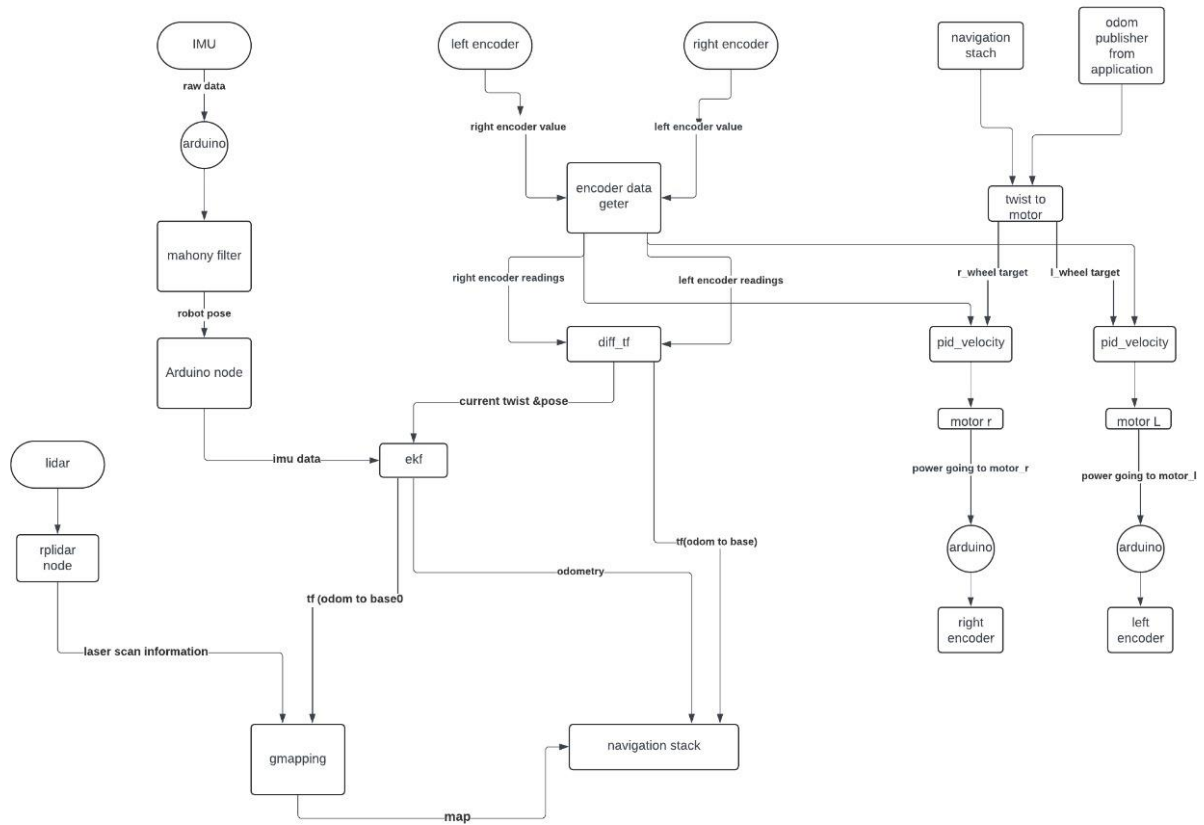 IMU
left encoder
right encoder
navigation
stach
odom
publisher
from
application
raw data
right encoder value
left encoder value
arduino
encoder data
geter
twist to
motor
mahony filter
right encoder readings
left encoder readings
r_wheel target
l_wheel target
robot pose
diff_tf
pid_velocity
pid_velocity
Arduino node
current twist &pose
motor r
motor L
lidar
imu data
ekf
power going to motor_r
power going to motor_l
rplidar
node
tf(odom to base)
arduino
arduino
odometry
tf (odom to base0
right
encoder
left
encoder
laser scan information
gmapping
navigation stack
map